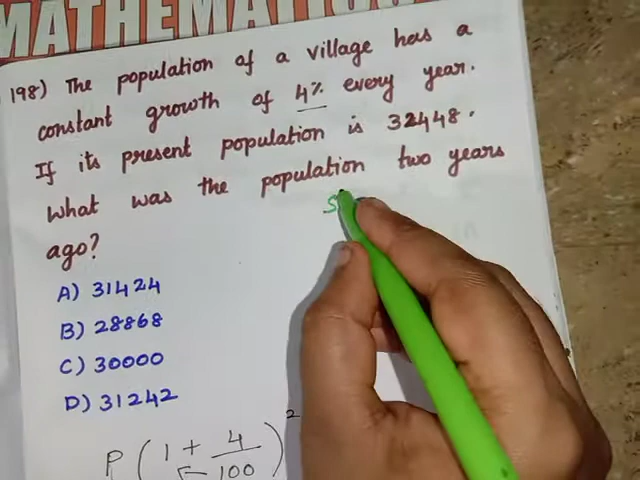 MATHEMATIC
198) The population of a village has a
constant growth of 4% every year.
If its present population is 32448.
What was the population two years
ago?
A) 31424
B) 28868
C) 30000
D) 31242
P (1 + 4/100)²